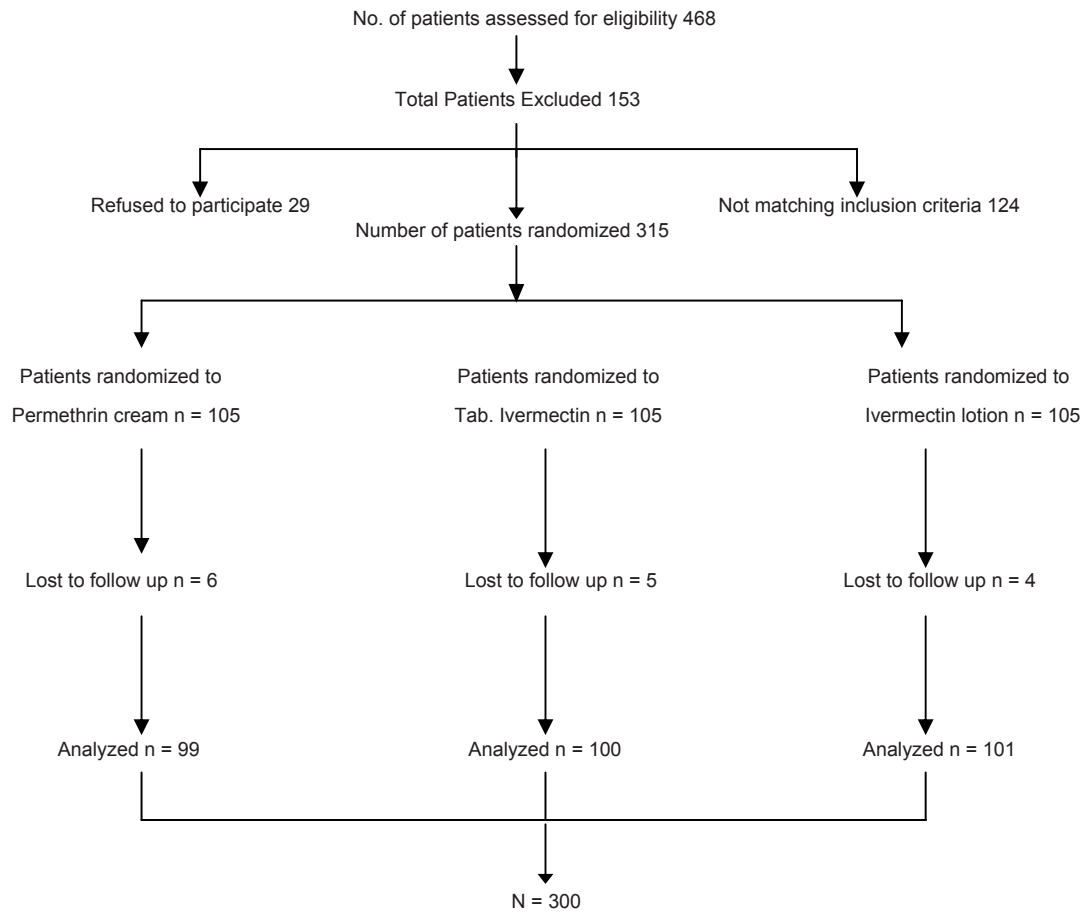 No. of patients assessed for eligibility 468
Total Patients Excluded 153
Refused to participate 29
Not matching inclusion criteria 124
Number of patients randomized 315
Patients randomized to
Permethrin cream n = 105
Patients randomized to
Tab. Ivermectin n = 105
Patients randomized to
Ivermectin lotion n = 105
Lost to follow up n = 6
Lost to follow up n = 5
Lost to follow up n = 4
Analyzed n = 99
Analyzed n = 100
Analyzed n = 101
N = 300